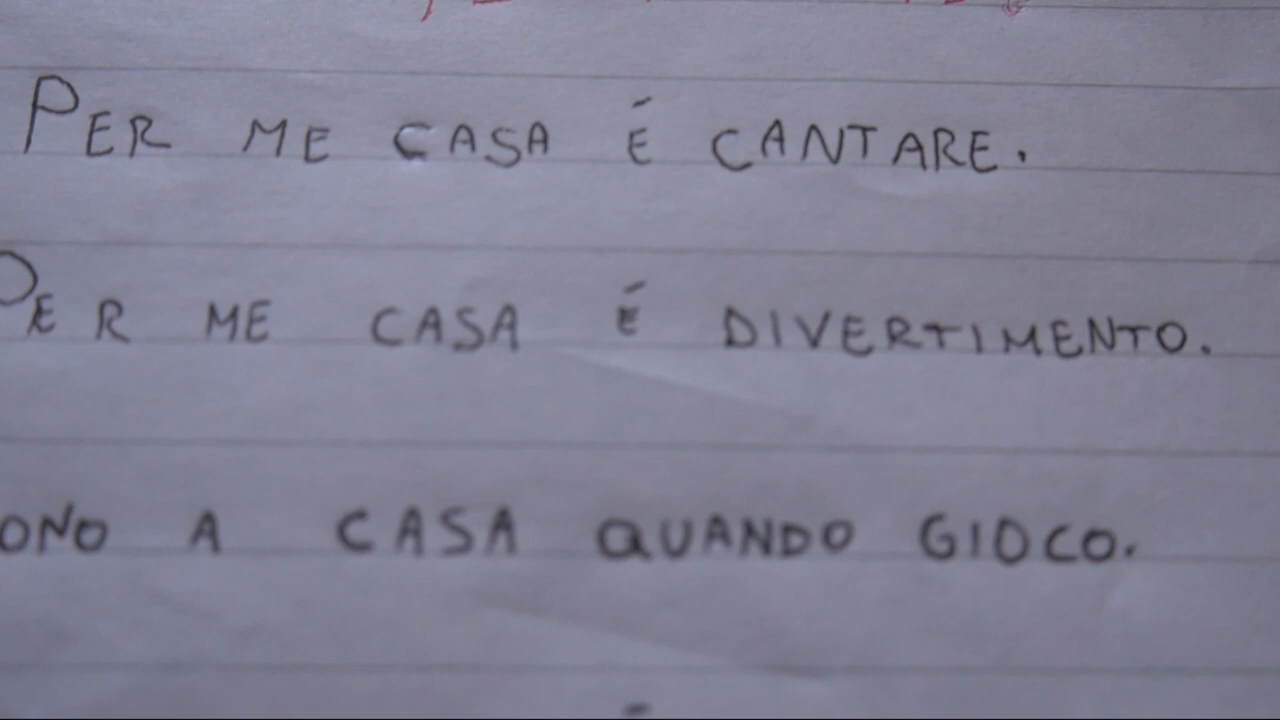 PER ME CASA É CANTARE.
PER ME CASA É DIVERTIMENTO.
ONO A CASA QUANDO GIOCO.